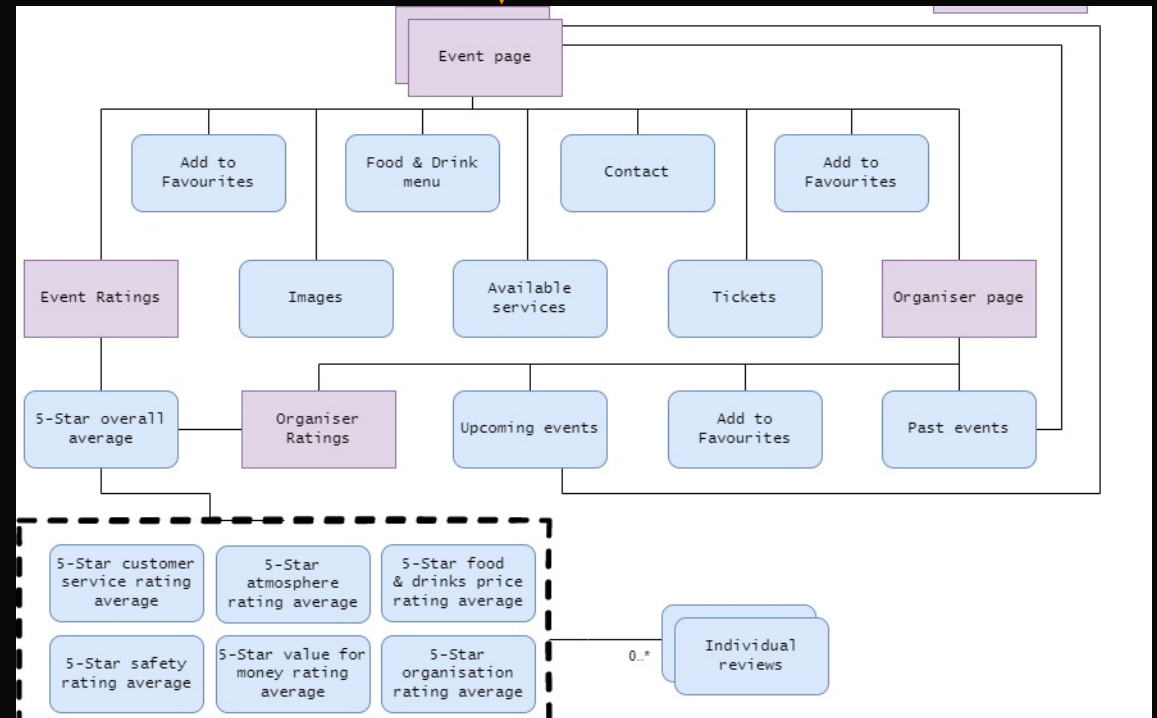 Event page
Add to
Favourites
Food & Drink
menu
Contact
Add to
Favourites
Event Ratings
Images
Available
services
Tickets
Organiser page
5-Star overall
average
Organiser
Ratings
Upcoming events
Add to
Favourites
Past events
5-Star customer
service rating
average
5-Star
atmosphere
rating average
5-Star food
& drinks price
rating average
5-Star safety
rating average
5-Star value for
money rating
average
5-Star
organisation
rating average
0..*
Individual
reviews